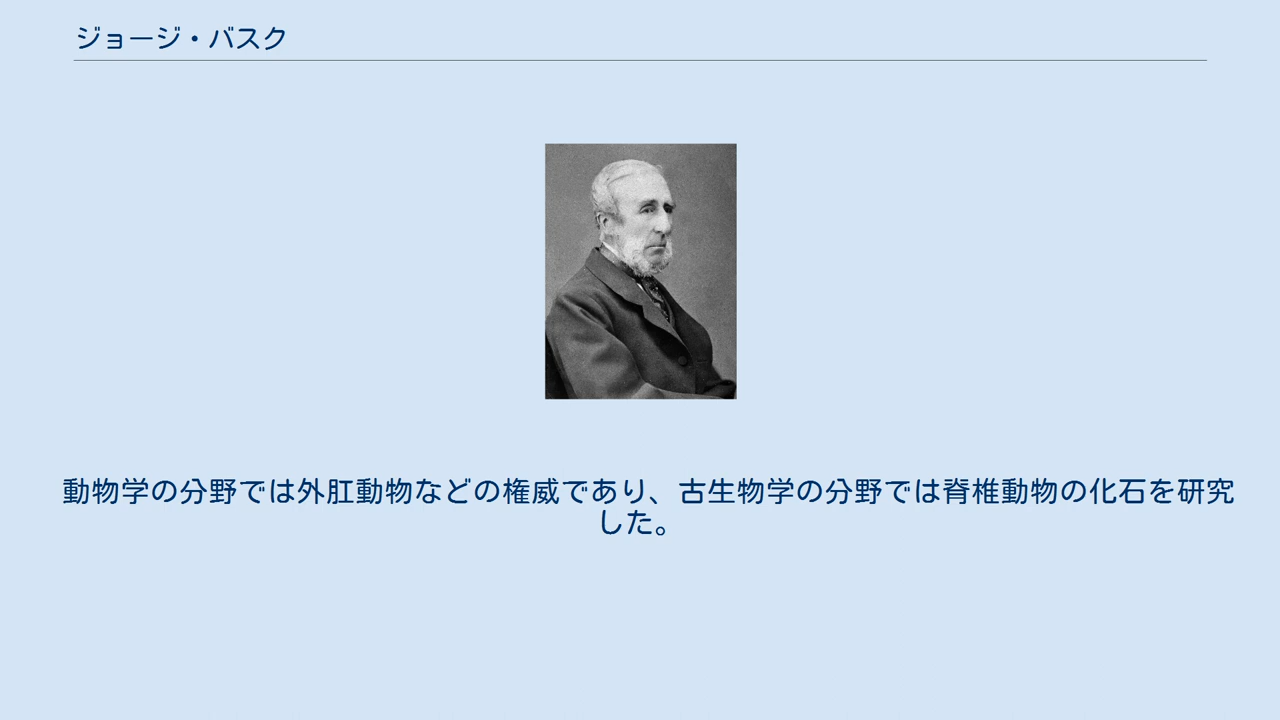 ジョージ・バスク
動物学の分野では外肛動物などの権威であり、古生物学の分野では脊椎動物の化石を研究
した。